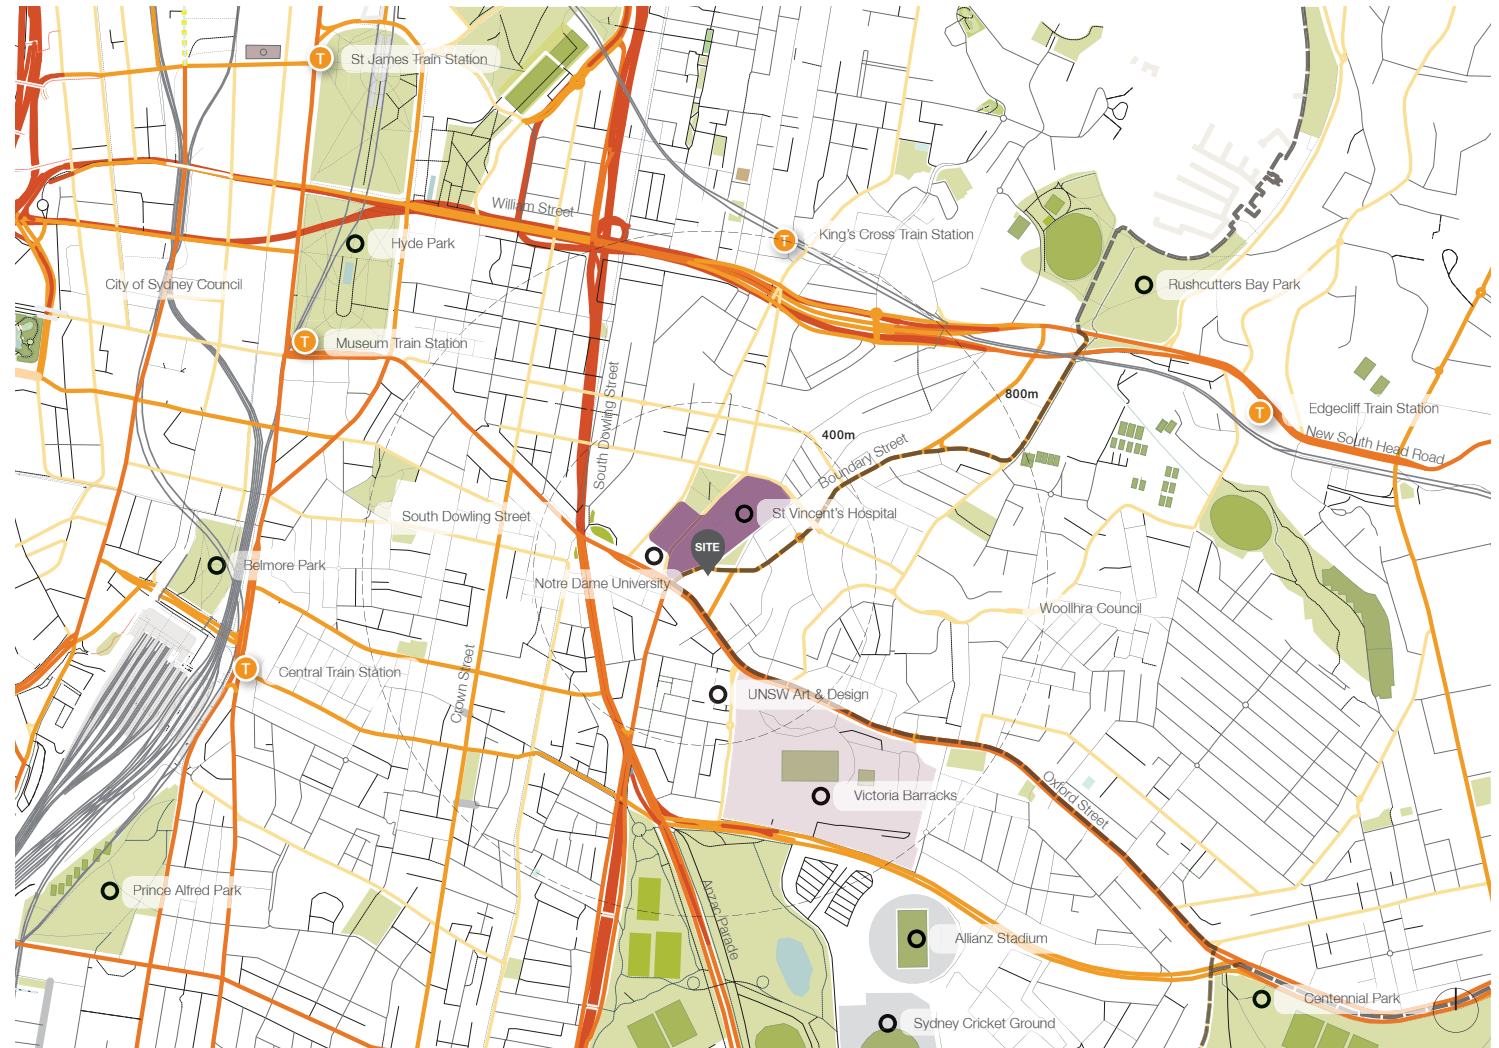 T
St James Train Station
William Street
T
King's Cross Train Station
Hyde Park
City of Sydney Council
Rushcutters Bay Park
T
Museum Train Station
South Dowling Street
800m
T
Edgecliff Train Station
New South Head Road
400m
Boundary Street
South Dowling Street
St Vincent's Hospital
SITE
Belmore Park
Notre Dame University
Woollhra Council
T
Central Train Station
Crown Street
UNSW Art & Design
Oxford Street
Victoria Barracks
Prince Alfred Park
Anzac Parade
Allianz Stadium
Centennial Park
Sydney Cricket Ground